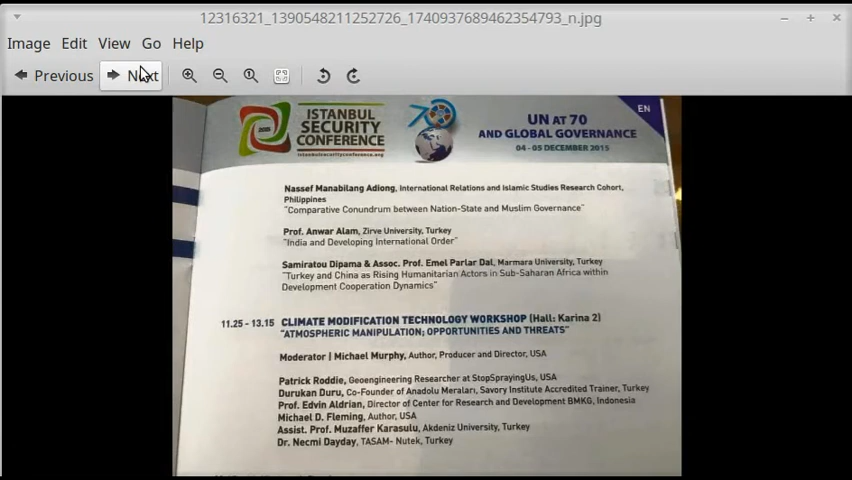 12316321_1390548211252726_1740937689462354793_n.jpg
Image Edit View Go Help
Previous Next
ISTANBUL
SECURITY
CONFERENCE
istanbulsecurityconference.org
2015
70
UN AT 70
AND GLOBAL GOVERNANCE
04 - 05 DECEMBER 2015
EN
Nassef Manabilang Adiong, International Relations and Islamic Studies Research Cohort,
Philippines
"Comparative Conundrum between Nation-State and Muslim Governance"
Prof. Anwar Alam, Zirve University, Turkey
"India and Developing International Order"
Samiratou Dipama & Assoc. Prof. Emel Parlar Dal, Marmara University, Turkey
"Turkey and China as Rising Humanitarian Actors in Sub-Saharan Africa within
Development Cooperation Dynamics"
11.25 - 13.15 CLIMATE MODIFICATION TECHNOLOGY WORKSHOP (Hall: Karina 2)
"ATMOSPHERIC MANIPULATION; OPPORTUNITIES AND THREATS"
Moderator | Michael Murphy, Author, Producer and Director, USA
Patrick Roddie, Geoengineering Researcher at StopSprayingUs, USA
Durukan Duru, Co-Founder of Anadolu Meraları, Savory Institute Accredited Trainer, Turkey
Prof. Edvin Aldrian, Director of Center for Research and Development BMKG, Indonesia
Michael D. Fleming, Author, USA
Assist. Prof. Muzaffer Karasulu, Akdeniz University, Turkey
Dr. Necmi Dayday, TASAM- Nutek, Turkey